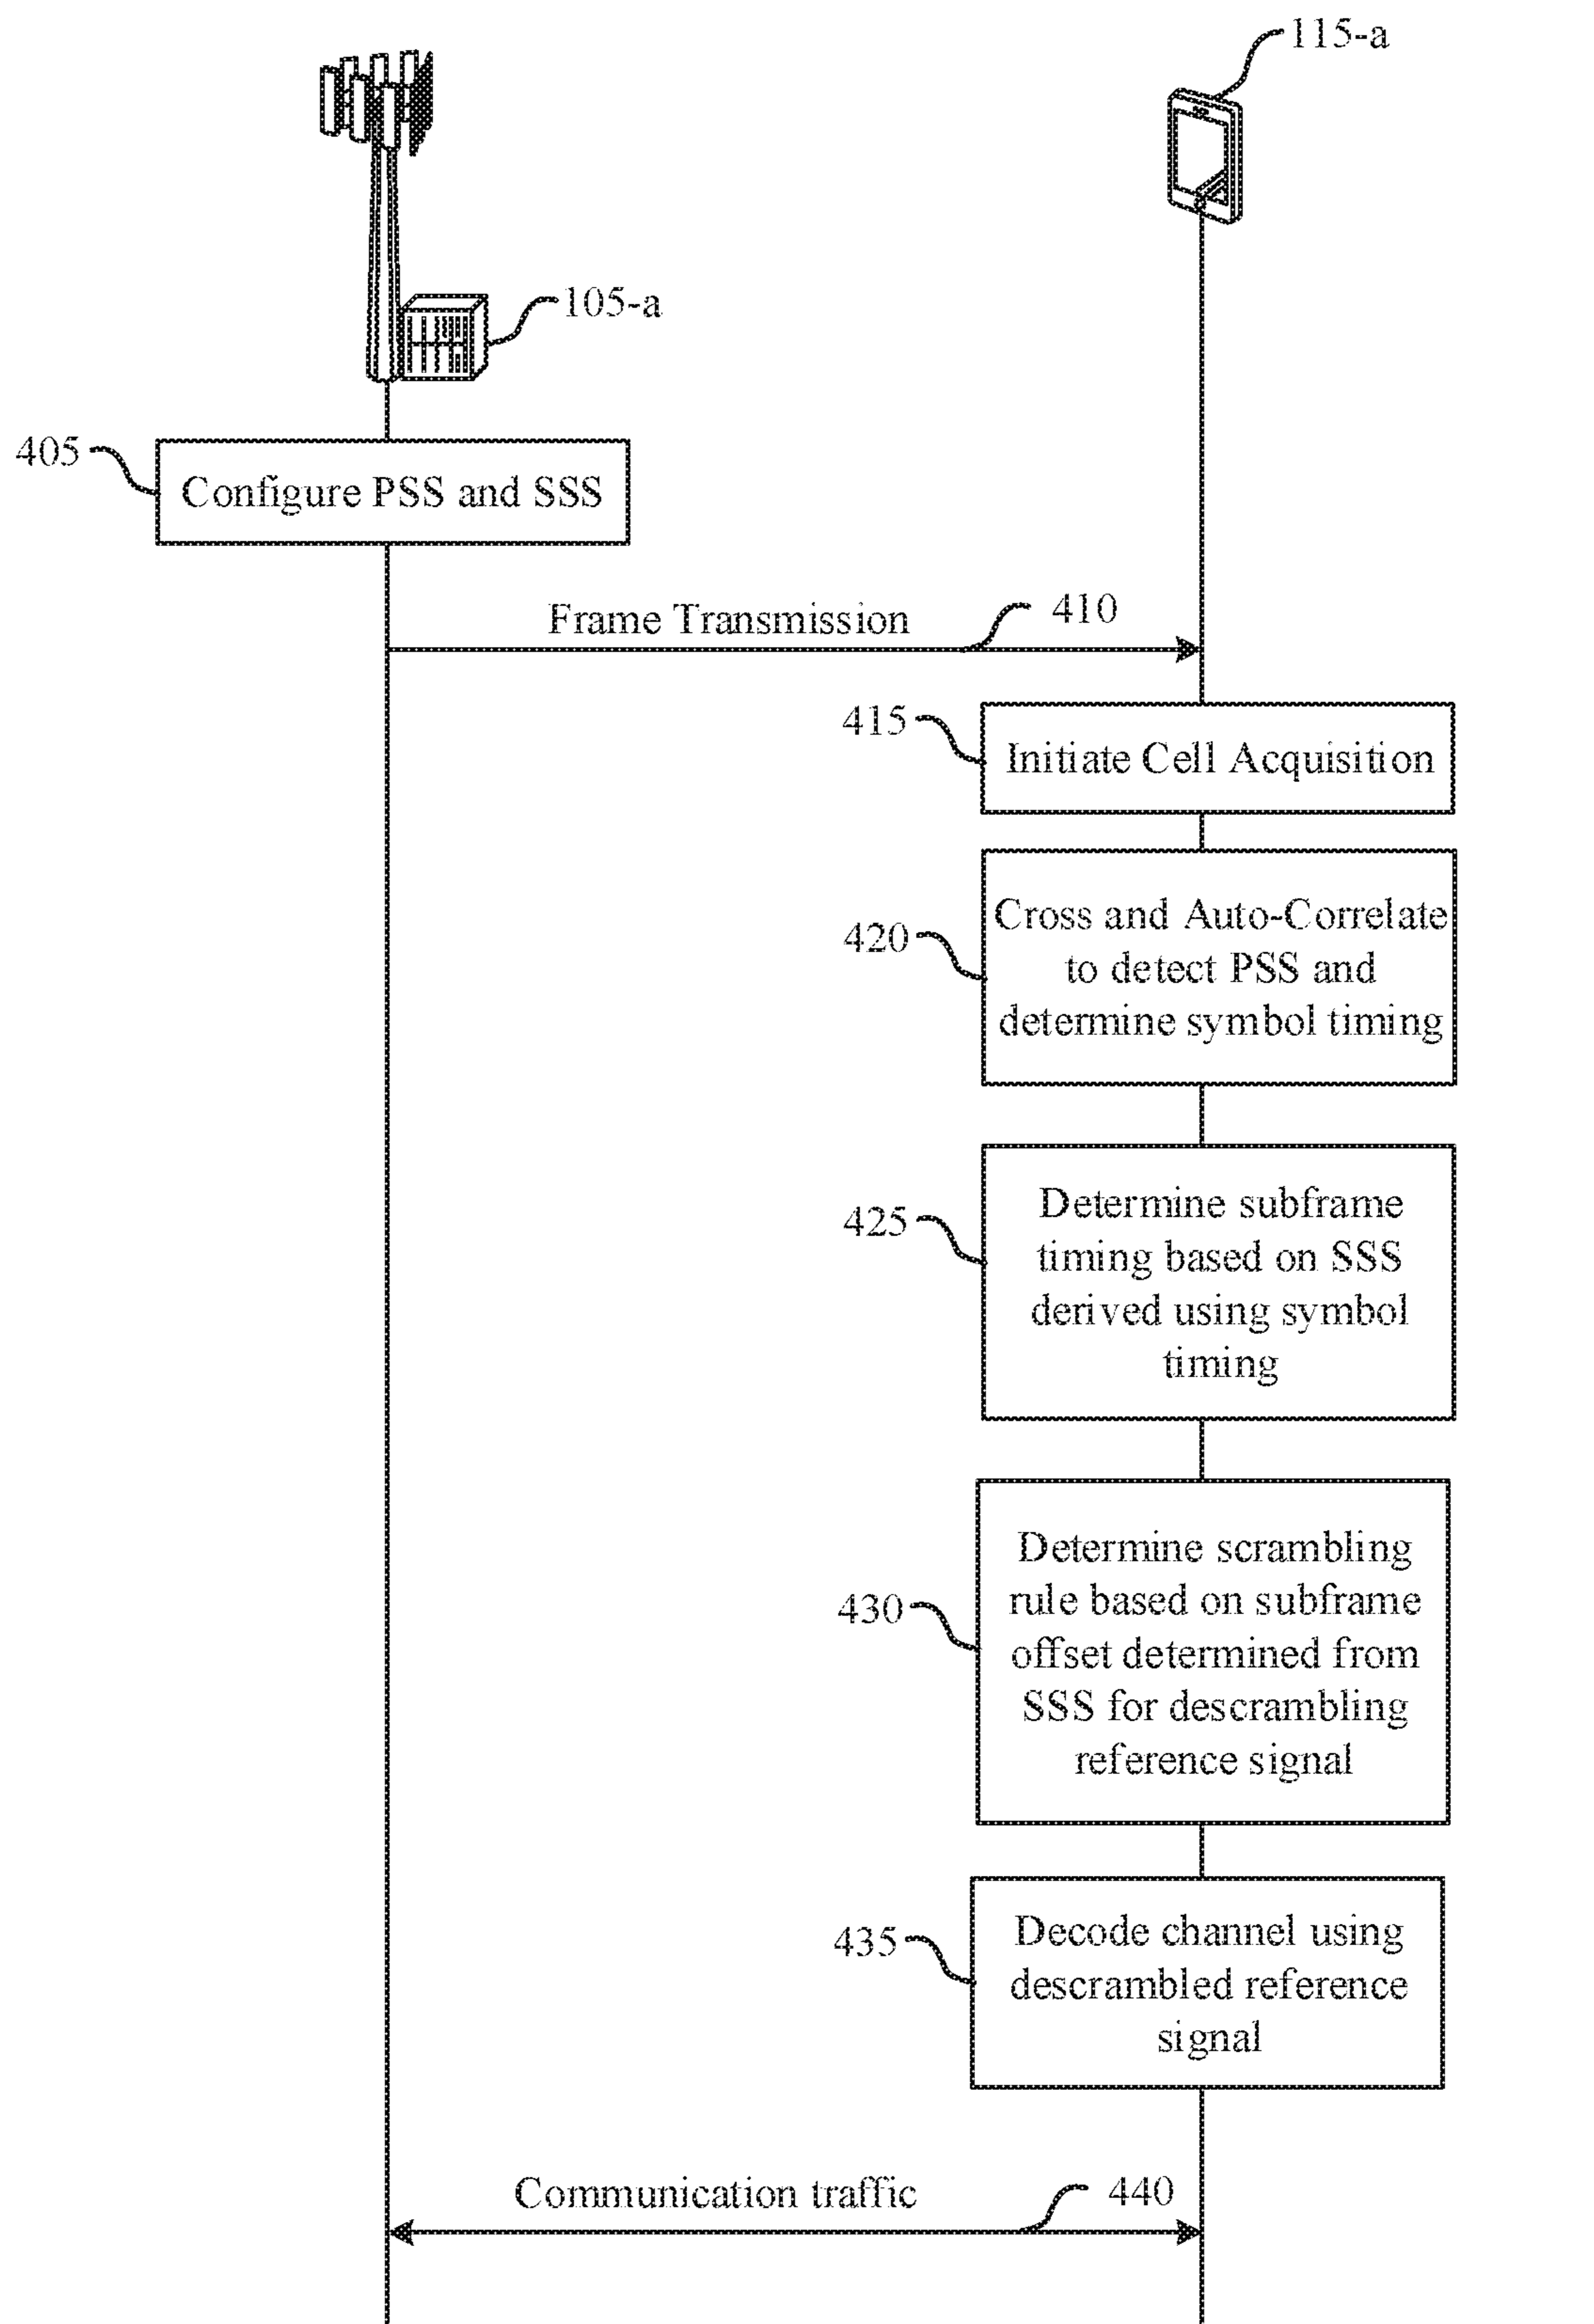 115-a
105-a
405
Configure PSS and SSS
Frame Transmission
410
415
Initiate Cell Acquisition
420
Cross and Auto-Correlate
to detect PSS and
determine symbol timing
425
Determine subframe
timing based on SSS
derived using symbol
timing
430
Determine scrambling
rule based on subframe
offset determined from
SSS for descrambling
reference signal
435
Decode channel using
descrambled reference
signal
Communication traffic
440